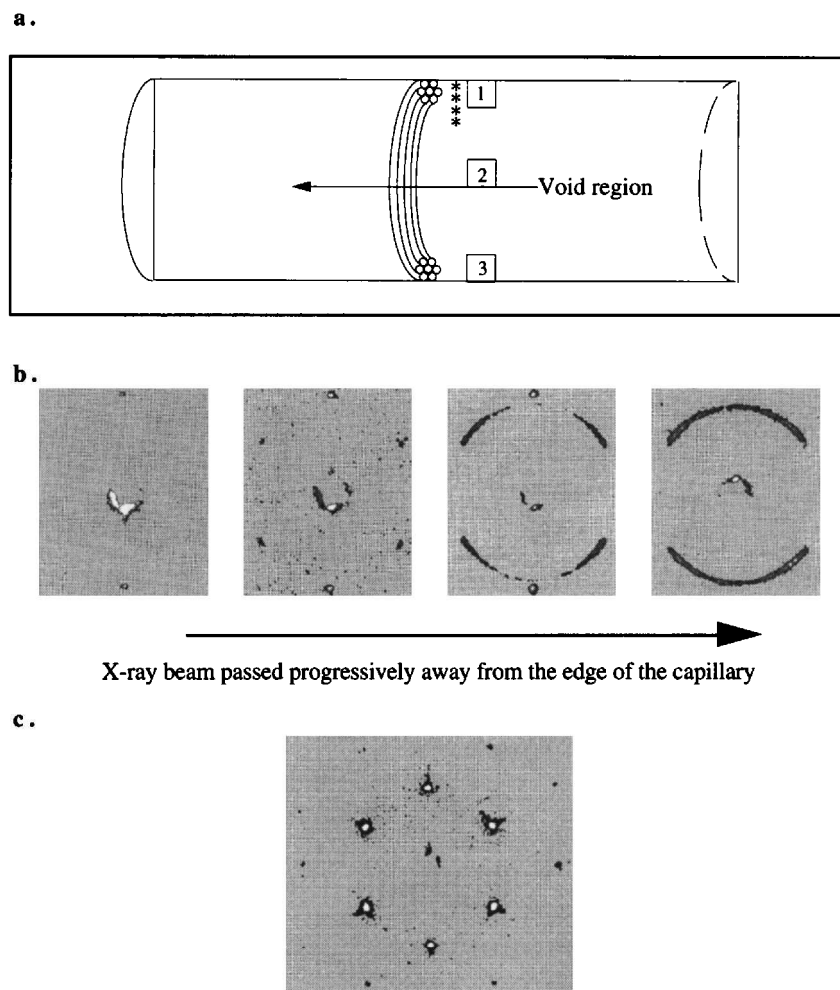 a.
1
*
*
*
*
2
Void region
3
b.
X-ray beam passed progressively away from the edge of the capillary
c.